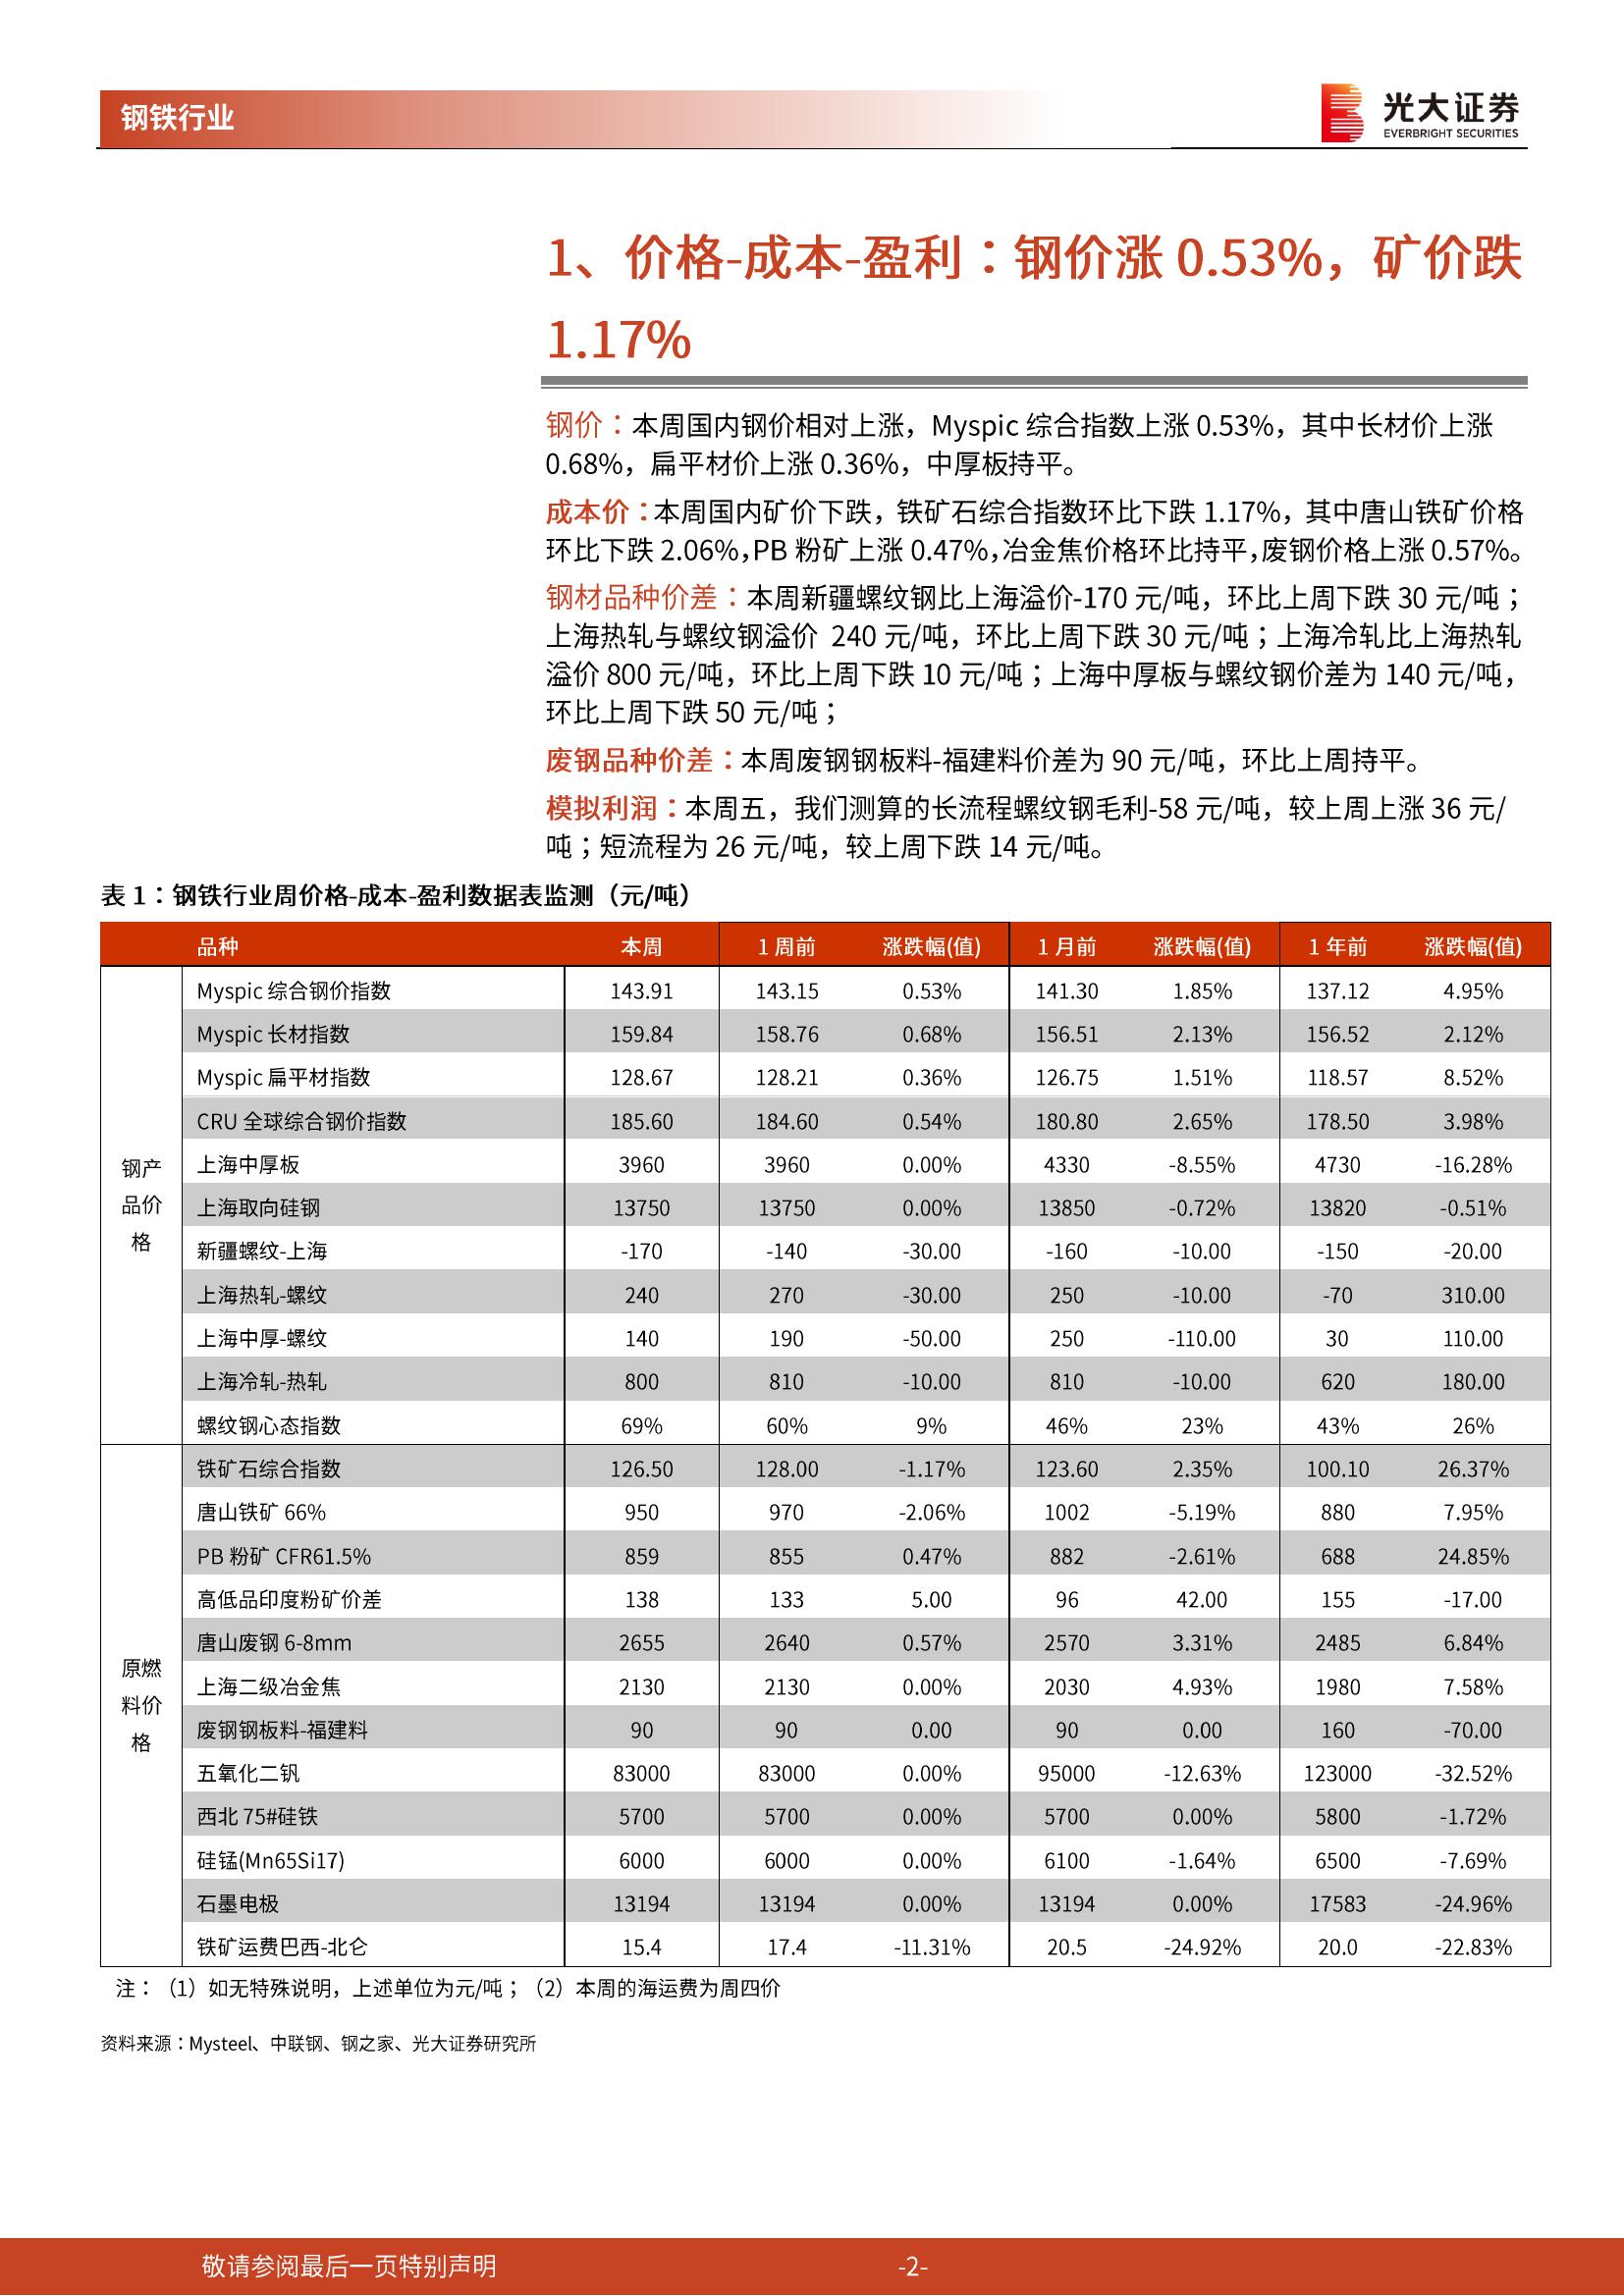 钢铁行业
光大证券
EVERBRIGHT SECURITIES
1、价格-成本-盈利：钢价涨 0.53%，矿价跌
1.17%
钢价：本周国内钢价相对上涨，Myspic 综合指数上涨 0.53%，其中长材价上涨
0.68%，扁平材价上涨 0.36%，中厚板持平。
成本价：本周国内矿价下跌，铁矿石综合指数环比下跌 1.17%，其中唐山铁矿价格
环比下跌 2.06%，PB 粉矿上涨 0.47%，冶金焦价格环比持平，废钢价格上涨 0.57%。
钢材品种价差：本周新疆螺纹钢比上海溢价-170 元/吨，环比上周下跌 30 元/吨；
上海热轧与螺纹钢溢价 240 元/吨，环比上周下跌 30 元/吨；上海冷轧比上海热轧
溢价 800 元/吨，环比上周下跌 10 元/吨；上海中厚板与螺纹钢价差为 140 元/吨，
环比上周下跌 50 元/吨；
废钢品种价差：本周废钢钢板料-福建料价差为 90 元/吨，环比上周持平。
模拟利润：本周五，我们测算的长流程螺纹钢毛利-58 元/吨，较上周上涨 36 元/
吨；短流程为 26 元/吨，较上周下跌 14 元/吨。
表 1：钢铁行业周价格-成本-盈利数据表监测（元/吨）
品种 本周 1 周前 涨跌幅(值) 1 月前 涨跌幅(值) 1 年前 涨跌幅(值)
钢产品价格
Myspic 综合钢价指数 143.91 143.15 0.53% 141.30 1.85% 137.12 4.95%
Myspic 长材指数 159.84 158.76 0.68% 156.51 2.13% 156.52 2.12%
Myspic 扁平材指数 128.67 128.21 0.36% 126.75 1.51% 118.57 8.52%
CRU 全球综合钢价指数 185.60 184.60 0.54% 180.80 2.65% 178.50 3.98%
上海中厚板 3960 3960 0.00% 4330 -8.55% 4730 -16.28%
上海取向硅钢 13750 13750 0.00% 13850 -0.72% 13820 -0.51%
新疆螺纹-上海 -170 -140 -30.00 -160 -10.00 -150 -20.00
上海热轧-螺纹 240 270 -30.00 250 -10.00 -70 310.00
上海中厚-螺纹 140 190 -50.00 250 -110.00 30 110.00
上海冷轧-热轧 800 810 -10.00 810 -10.00 620 180.00
螺纹钢心态指数 69% 60% 9% 46% 23% 43% 26%
原燃料价格
铁矿石综合指数 126.50 128.00 -1.17% 123.60 2.35% 100.10 26.37%
唐山铁矿 66% 950 970 -2.06% 1002 -5.19% 880 7.95%
PB 粉矿 CFR61.5% 859 855 0.47% 882 -2.61% 688 24.85%
高低品印度粉矿价差 138 133 5.00 96 42.00 155 -17.00
唐山废钢 6-8mm 2655 2640 0.57% 2570 3.31% 2485 6.84%
上海二级冶金焦 2130 2130 0.00% 2030 4.93% 1980 7.58%
废钢钢板料-福建料 90 90 0.00 90 0.00 160 -70.00
五氧化二钒 83000 83000 0.00% 95000 -12.63% 123000 -32.52%
西北 75#硅铁 5700 5700 0.00% 5700 0.00% 5800 -1.72%
硅锰(Mn65Si17) 6000 6000 0.00% 6100 -1.64% 6500 -7.69%
石墨电极 13194 13194 0.00% 13194 0.00% 17583 -24.96%
铁矿运费巴西-北仑 15.4 17.4 -11.31% 20.5 -24.92% 20.0 -22.83%
注：（1）如无特殊说明，上述单位为元/吨；（2）本周的海运费为周四价
资料来源：Mysteel、中联钢、钢之家、光大证券研究所
敬请参阅最后一页特别声明 -2-